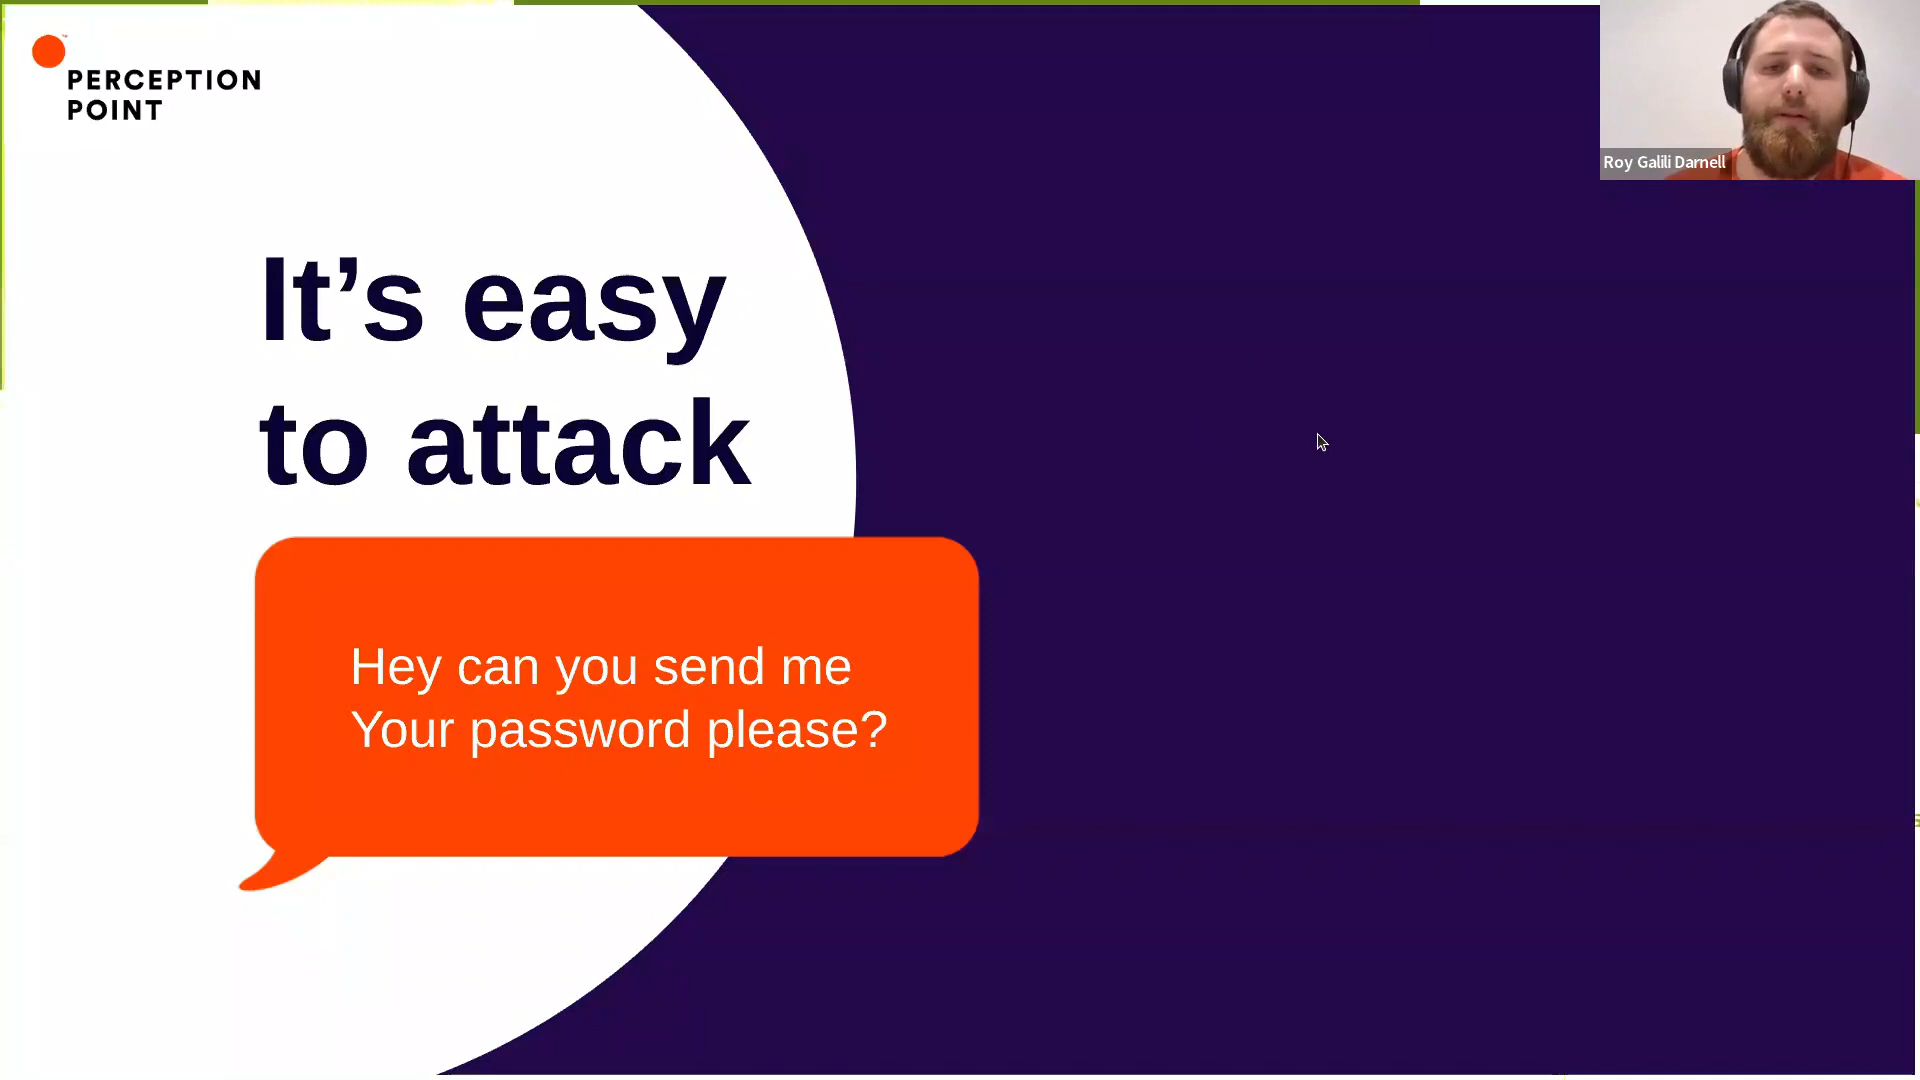 PERCEPTION
POINT
Roy Galili Darnell
It’s easy
to attack
Hey can you send me
Your password please?